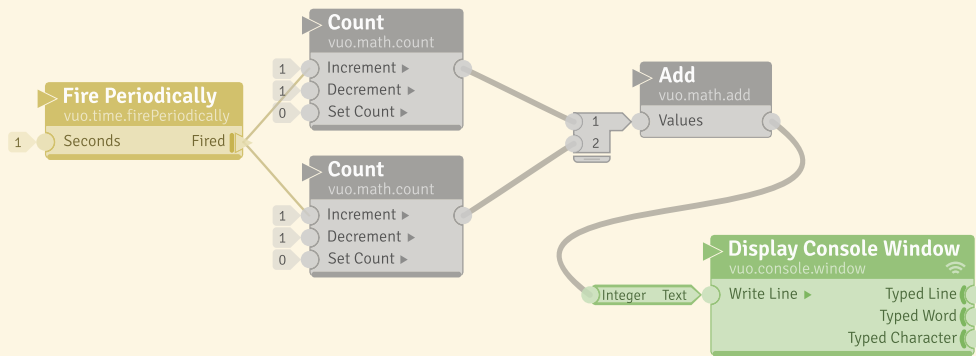 Fire Periodically
vuo.time.firePeriodically
1 Seconds Fired
Count
vuo.math.count
1 Increment ▸
1 Decrement ▸
0 Set Count ▸
Count
vuo.math.count
1 Increment ▸
1 Decrement ▸
0 Set Count ▸
1
2
Add
vuo.math.add
Values
Integer Text
Display Console Window
vuo.console.window
Write Line ▸ Typed Line
Typed Word
Typed Character